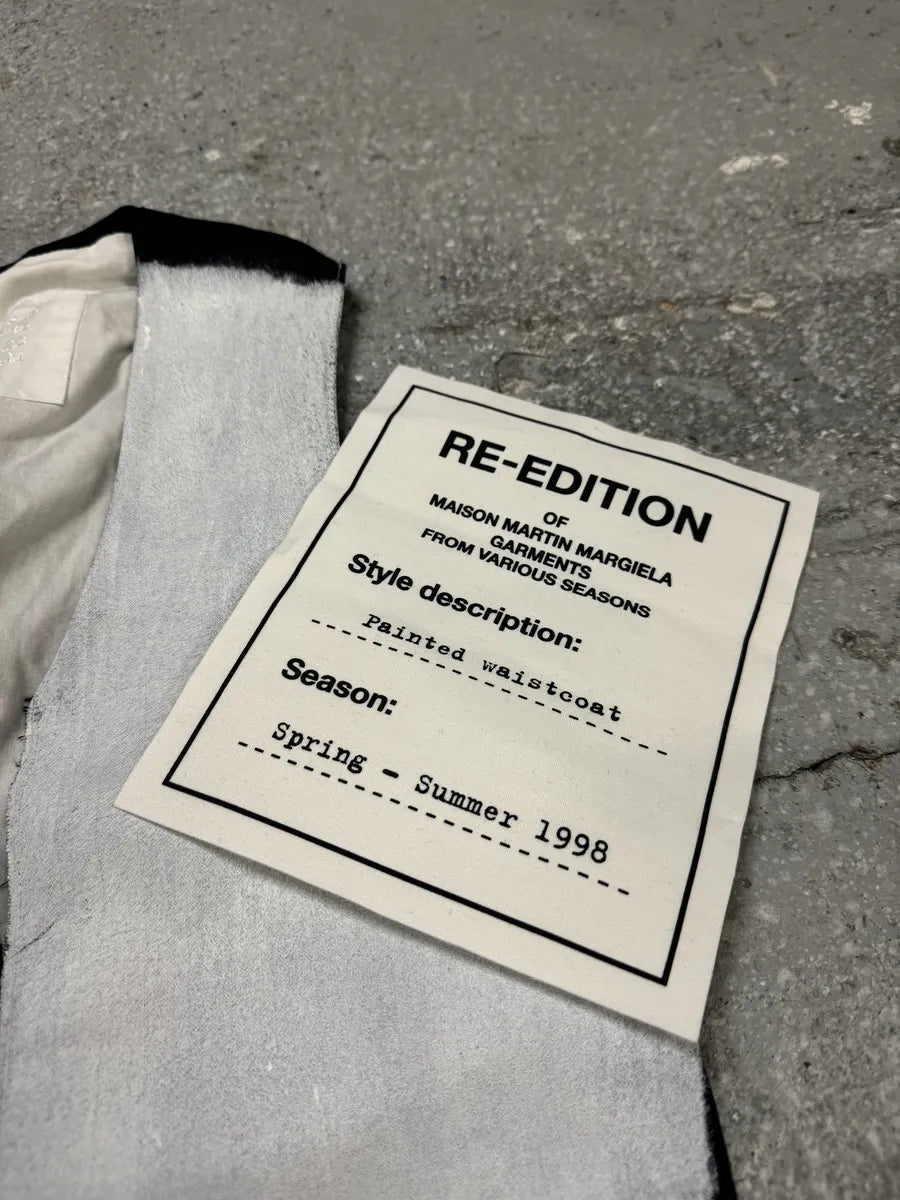 RE-EDITION
OF
MAISON MARTIN MARGIELA
GARMENTS
FROM VARIOUS SEASONS
Style description:
Painted waistcoat
Season:
Spring - Summer 1998